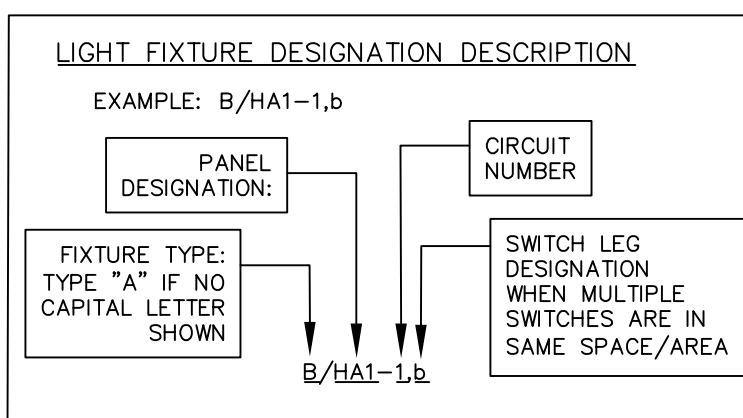 LIGHT FIXTURE DESIGNATION DESCRIPTION
EXAMPLE: B/HA1-1,b
PANEL
DESIGNATION:
CIRCUIT
NUMBER
FIXTURE TYPE:
TYPE "A" IF NO
CAPITAL LETTER
SHOWN
SWITCH LEG
DESIGNATION
WHEN MULTIPLE
SWITCHES ARE IN
SAME SPACE/AREA
B/HA1-1,b